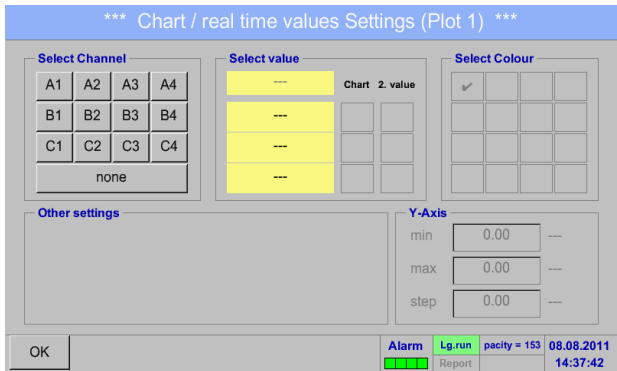 *** Chart / real time values Settings (Plot 1) ***
Select Channel
A1 A2 A3 A4
B1 B2 B3 B4
C1 C2 C3 C4
none
Select value
--- Chart 2. value
---
---
---
Select Colour
✔
Other settings
Y-Axis
min 0.00 ---
max 0.00 ---
step 0.00 ---
OK
Alarm
Lg.run pacity = 153
Report
08.08.2011
14:37:42